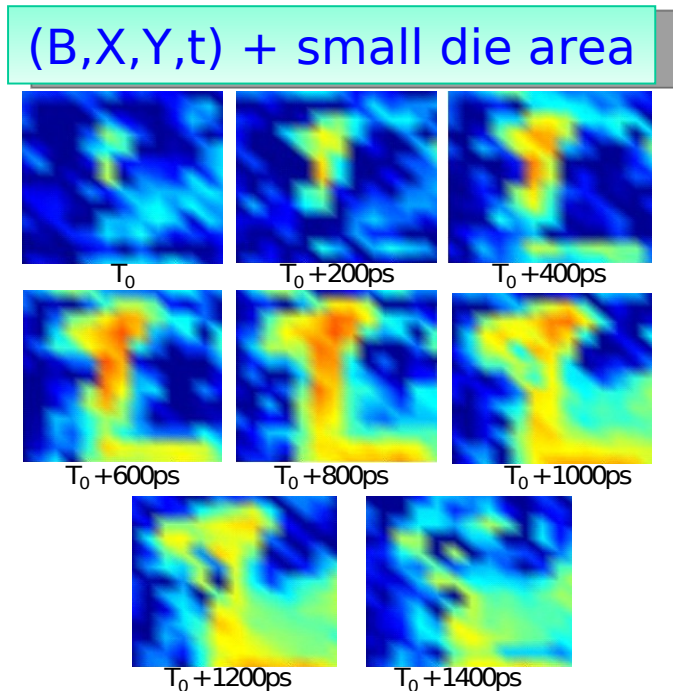 (B,X,Y,t) + small die area
T₀
T₀ +200ps
T₀ +400ps
T₀ +600ps
T₀ +800ps
T₀ +1000ps
T₀ +1200ps
T₀ +1400ps